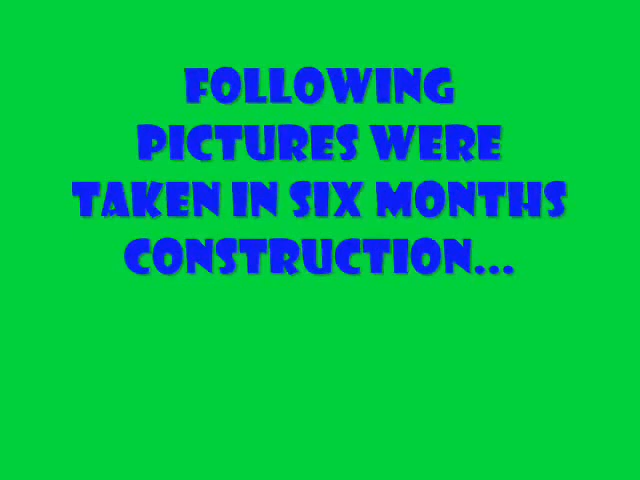 FOLLOWING
PICTURES WERE
TAKEN IN SIX MONTHS
CONSTRUCTION...